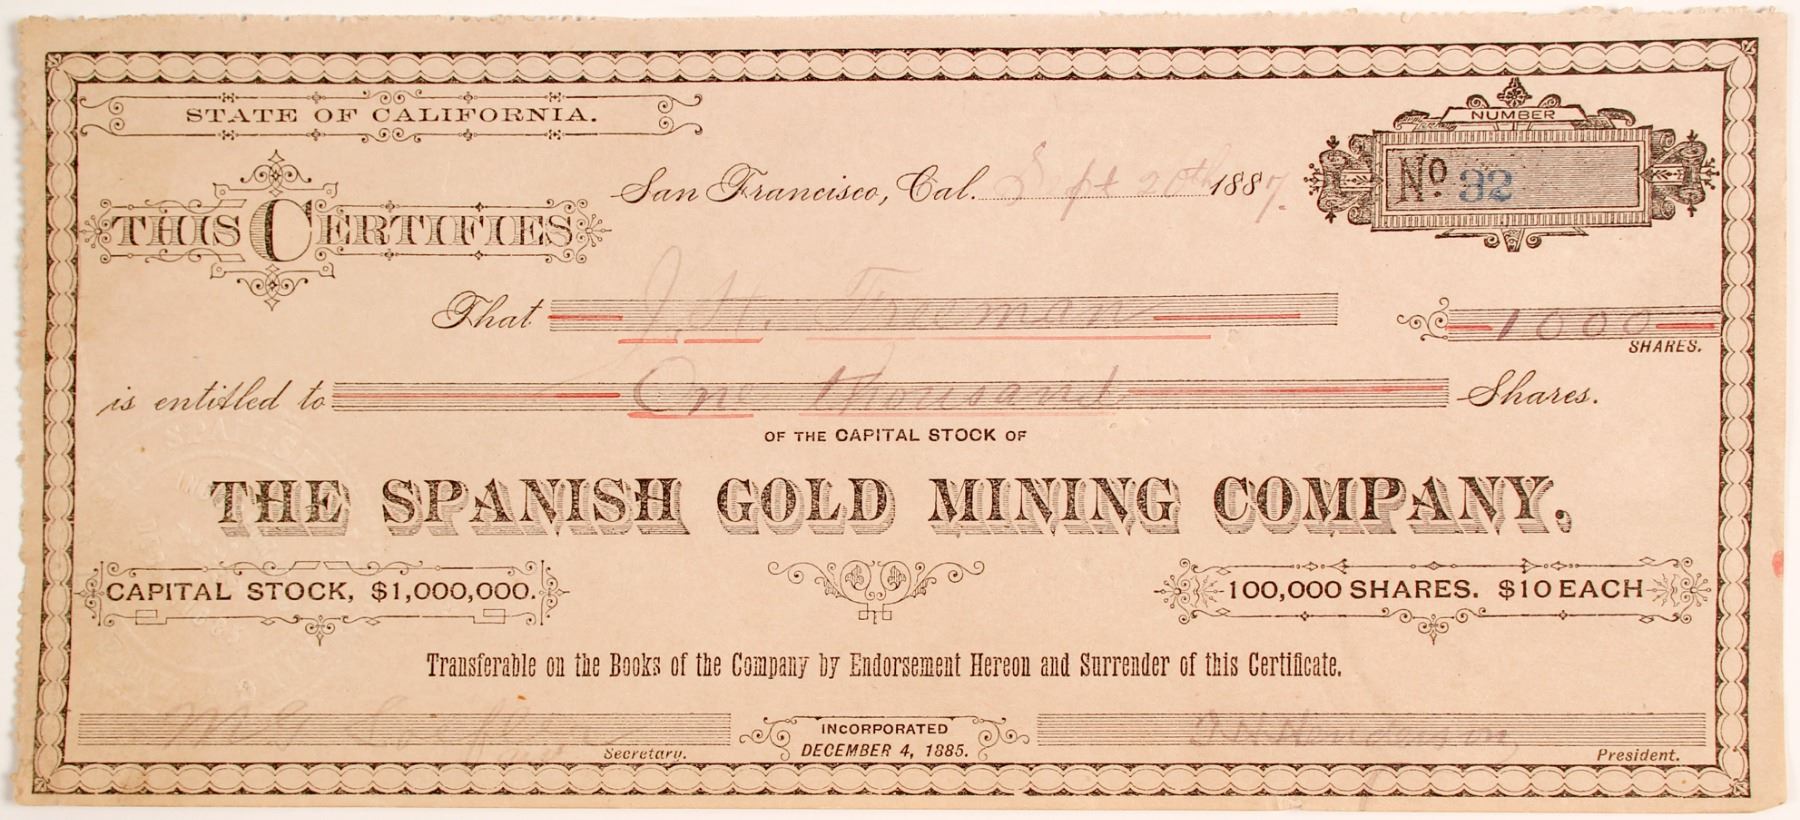 STATE OF CALIFORNIA.
NUMBER
No 32
San Francisco, Cal. Sept 20th 1887.
THIS CERTIFIES
That J. H. Freeman 1000
SHARES.
is entitled to One Thousand Shares.
OF THE CAPITAL STOCK OF
THE SPANISH GOLD MINING COMPANY.
CAPITAL STOCK, $1,000,000. 100,000 SHARES. $10 EACH
Transferable on the Books of the Company by Endorsement Hereon and Surrender of this Certificate.
M G Henderson
INCORPORATED
DECEMBER 4, 1885.
Secretary. President.